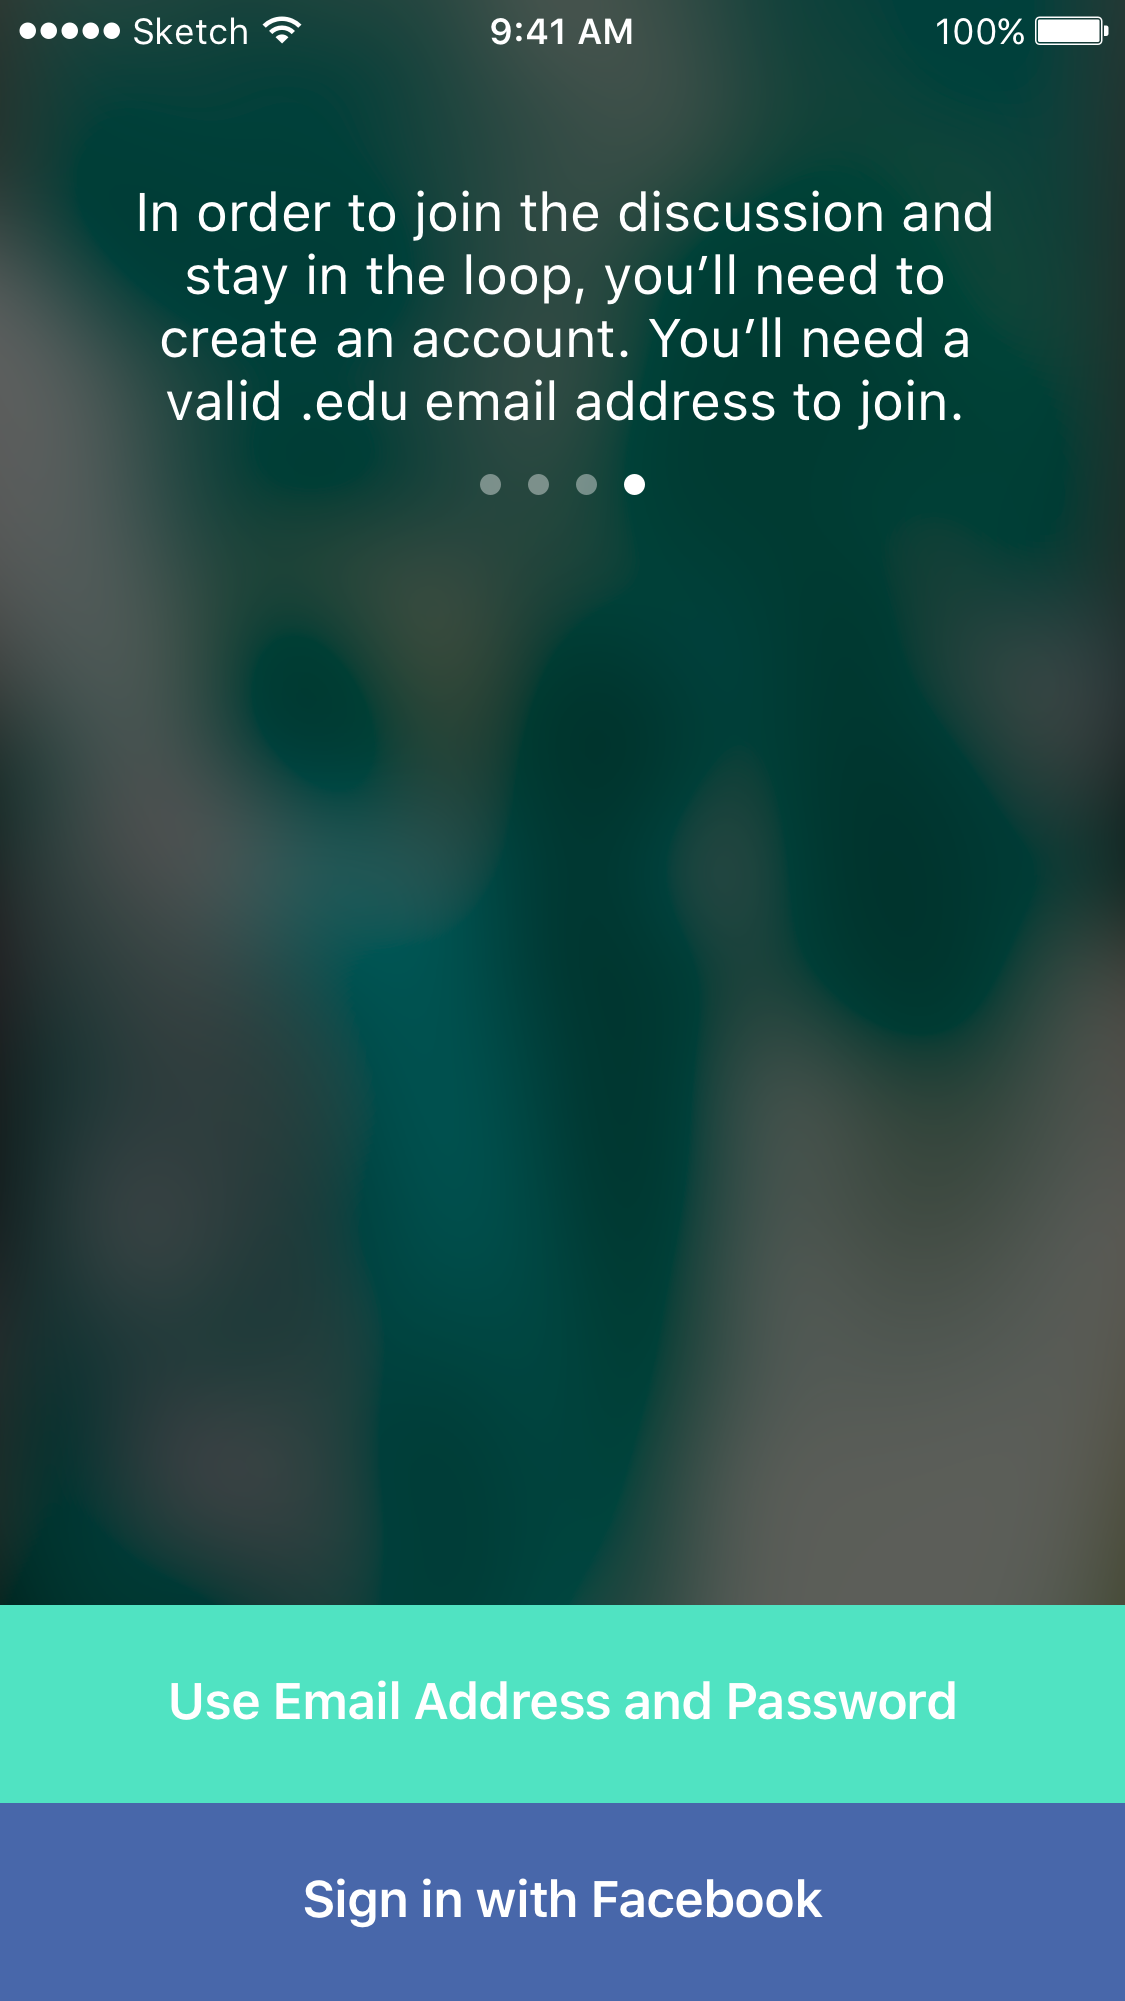 Sketch 9:41 AM 100%
In order to join the discussion and
stay in the loop, you’ll need to
create an account. You’ll need a
valid .edu email address to join.
Use Email Address and Password
Sign in with Facebook